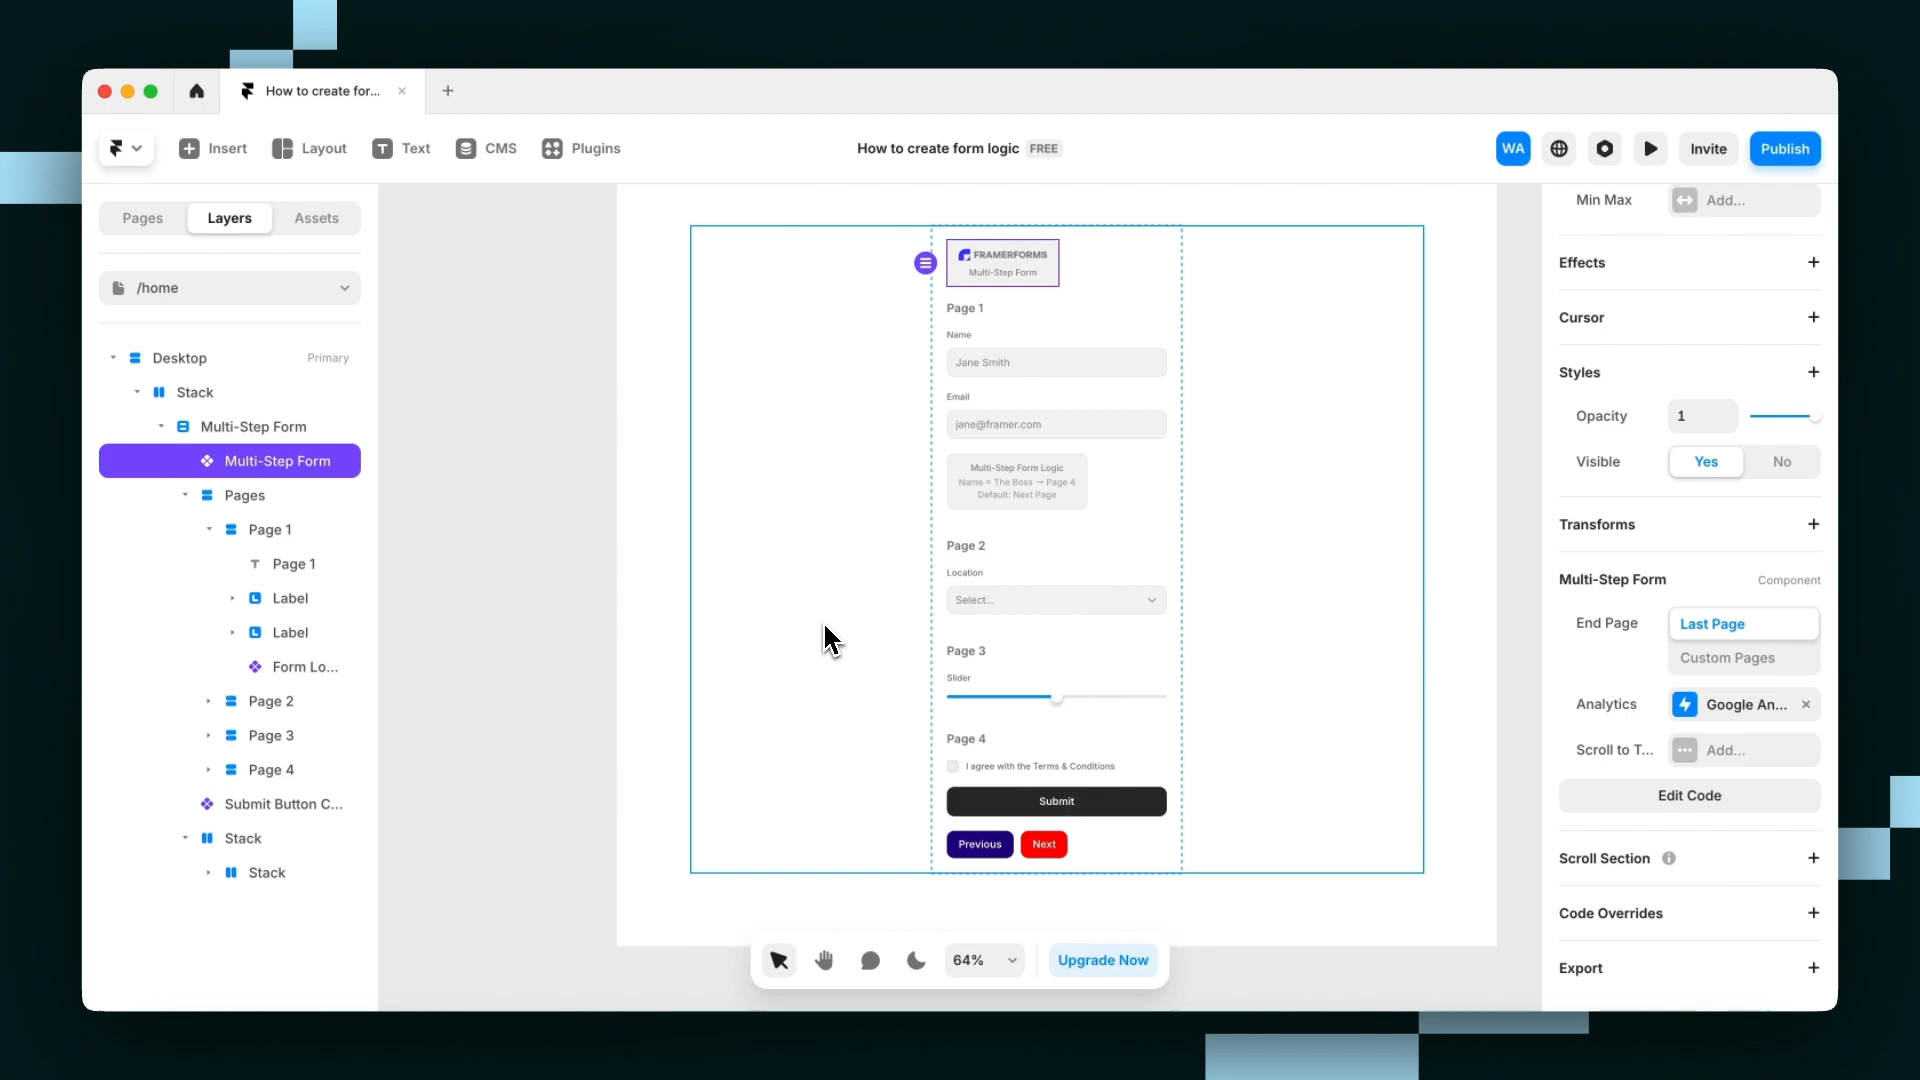 How to create for...
Insert
Layout
Text
CMS
Plugins
How to create form logic FREE
WA
Invite
Publish
Pages
Layers
Assets
/home
Desktop Primary
Stack
Multi-Step Form
Multi-Step Form
Pages
Page 1
Page 1
Label
Label
Form Lo...
Page 2
Page 3
Page 4
Submit Button C...
Stack
Stack
FRAMERFORMS
Multi-Step Form
Page 1
Name
Jane Smith
Email
jane@framer.com
Multi-Step Form Logic
Name = The Boss → Page 4
Default: Next Page
Page 2
Location
Select...
Page 3
Slider
Page 4
I agree with the Terms & Conditions
Submit
Previous
Next
64%
Upgrade Now
Min Max Add...
Effects
Cursor
Styles
Opacity 1
Visible Yes No
Transforms
Multi-Step Form Component
End Page Last Page
Custom Pages
Analytics Google An...
Scroll to T... Add...
Edit Code
Scroll Section
Code Overrides
Export